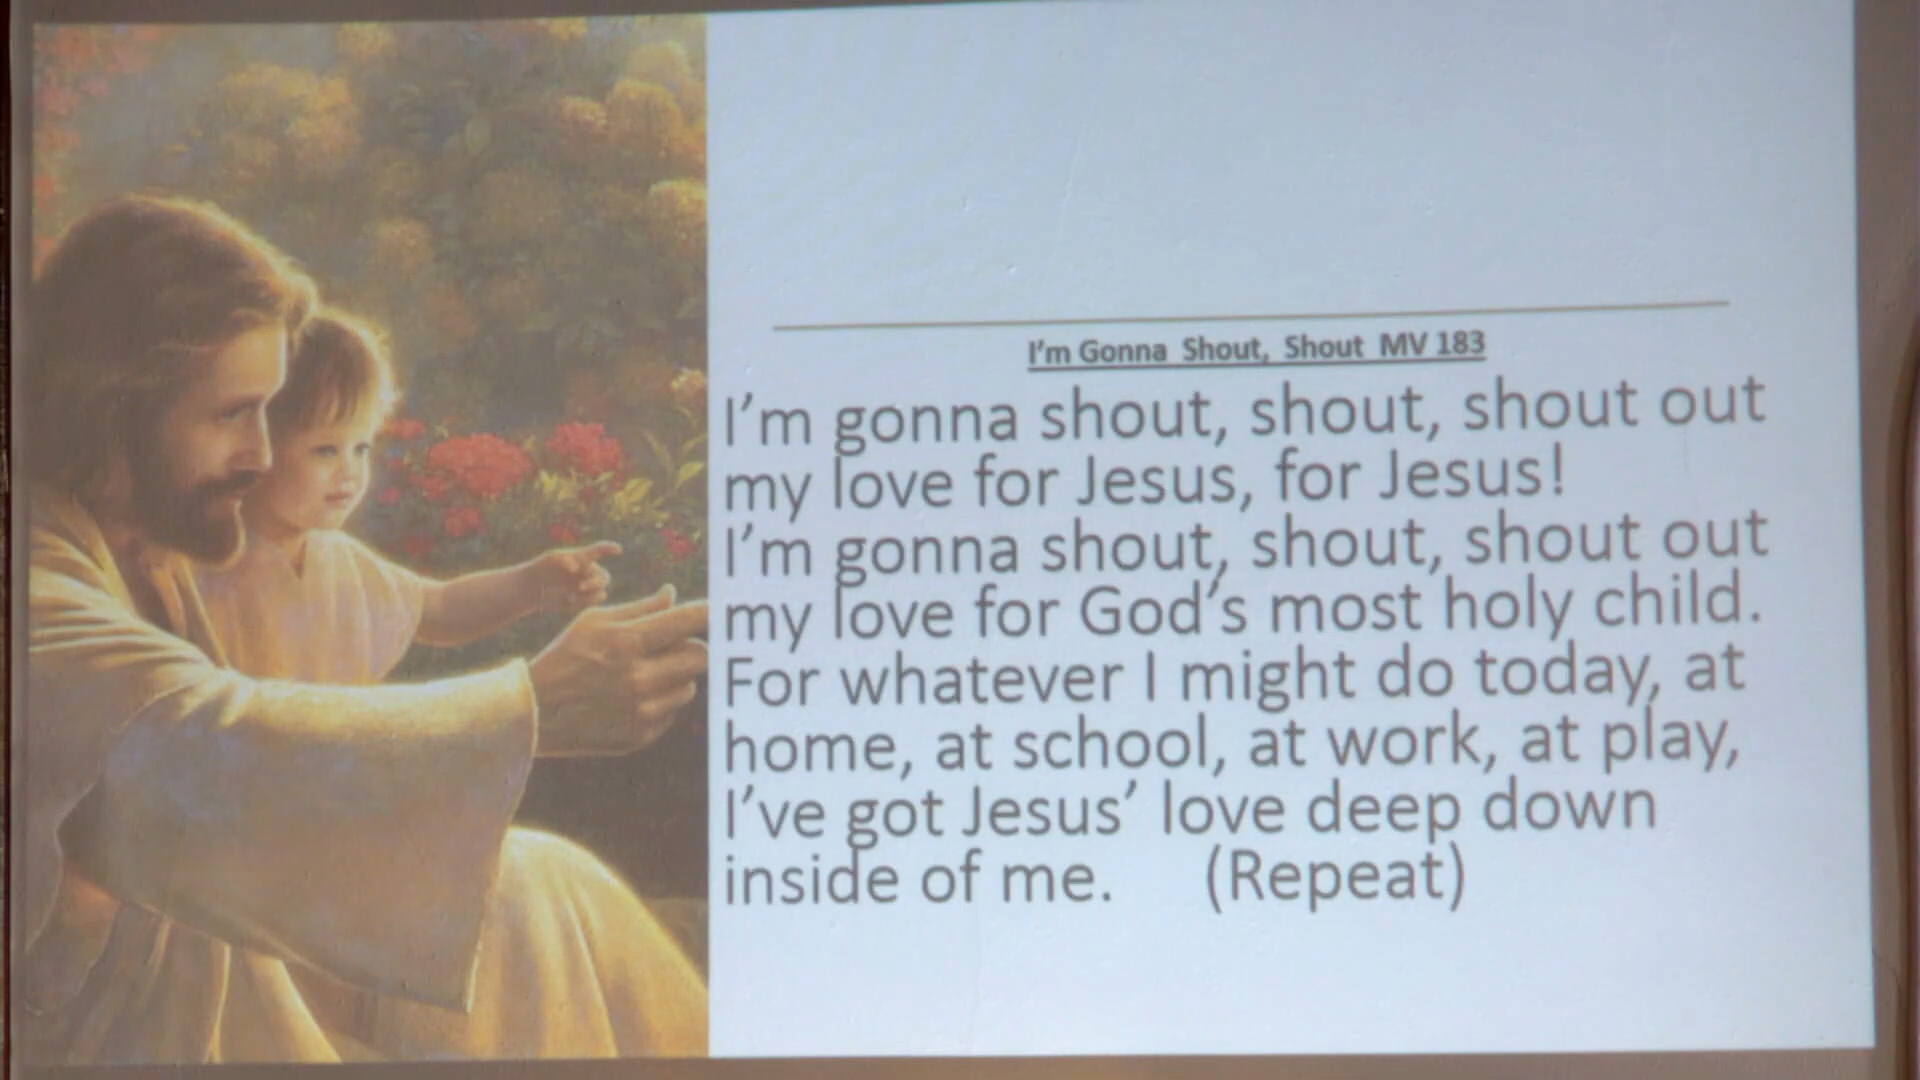 I'm Gonna Shout, Shout MV 183
I'm gonna shout, shout, shout out
my love for Jesus, for Jesus!
I'm gonna shout, shout, shout out
my love for God's most holy child.
For whatever I might do today, at
home, at school, at work, at play,
I've got Jesus' love deep down
inside of me. (Repeat)